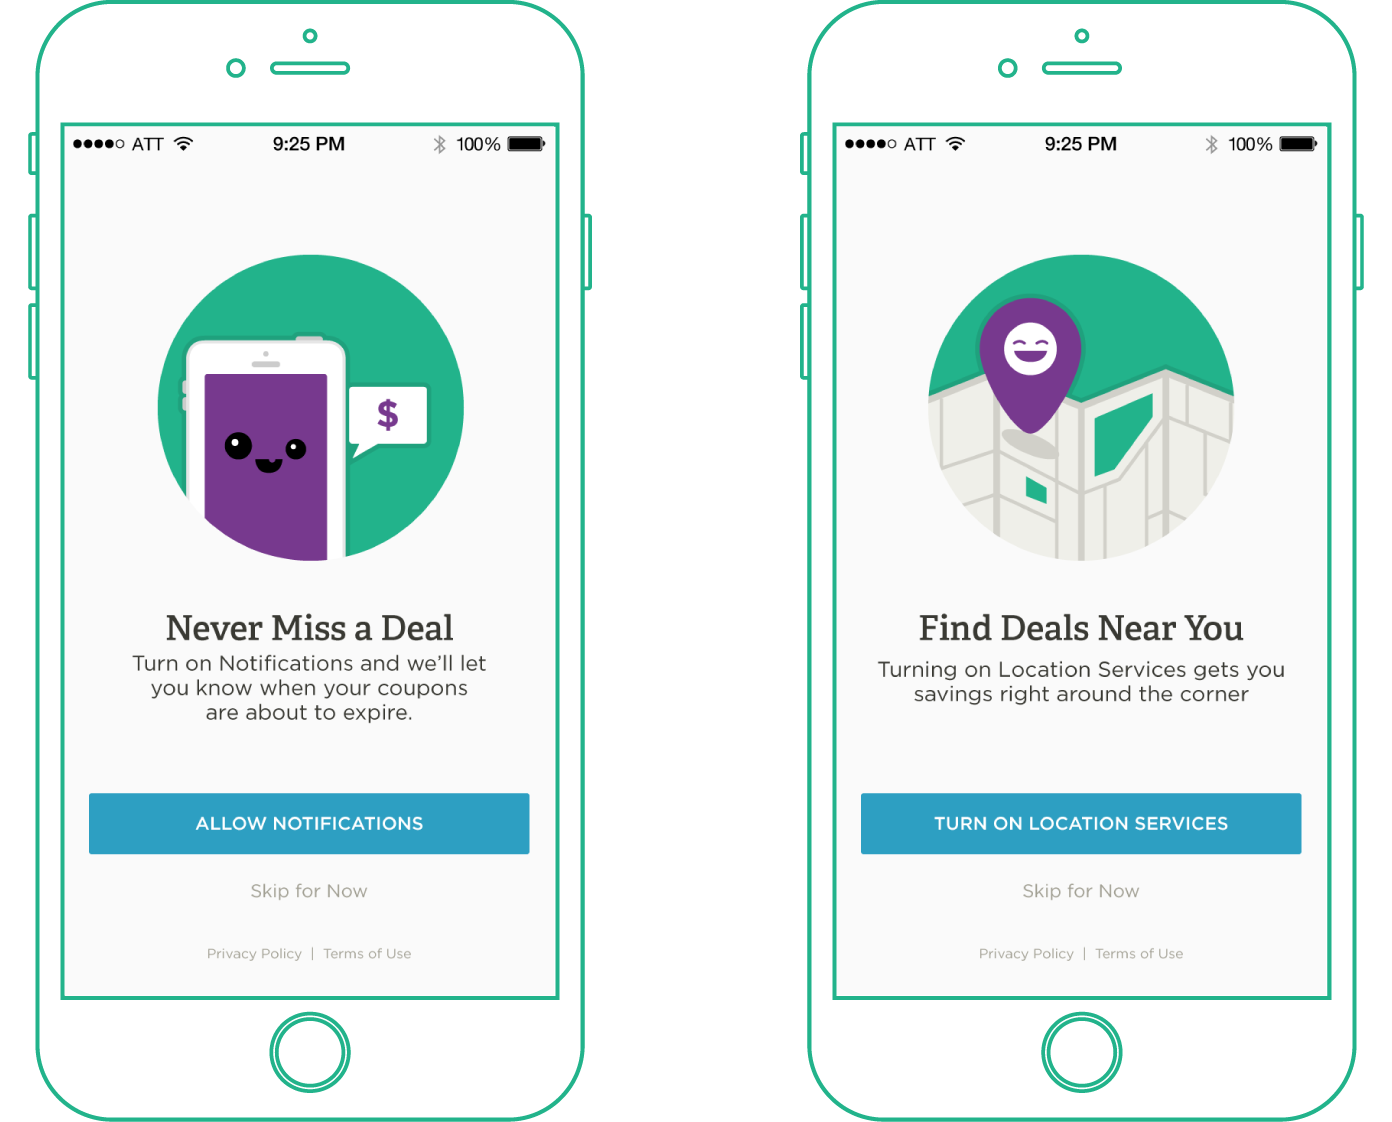 ATT 9:25 PM 100%
$
Never Miss a Deal
Turn on Notifications and we'll let
you know when your coupons
are about to expire.
ALLOW NOTIFICATIONS
Skip for Now
Privacy Policy | Terms of Use
ATT 9:25 PM 100%
Find Deals Near You
Turning on Location Services gets you
savings right around the corner
TURN ON LOCATION SERVICES
Skip for Now
Privacy Policy | Terms of Use